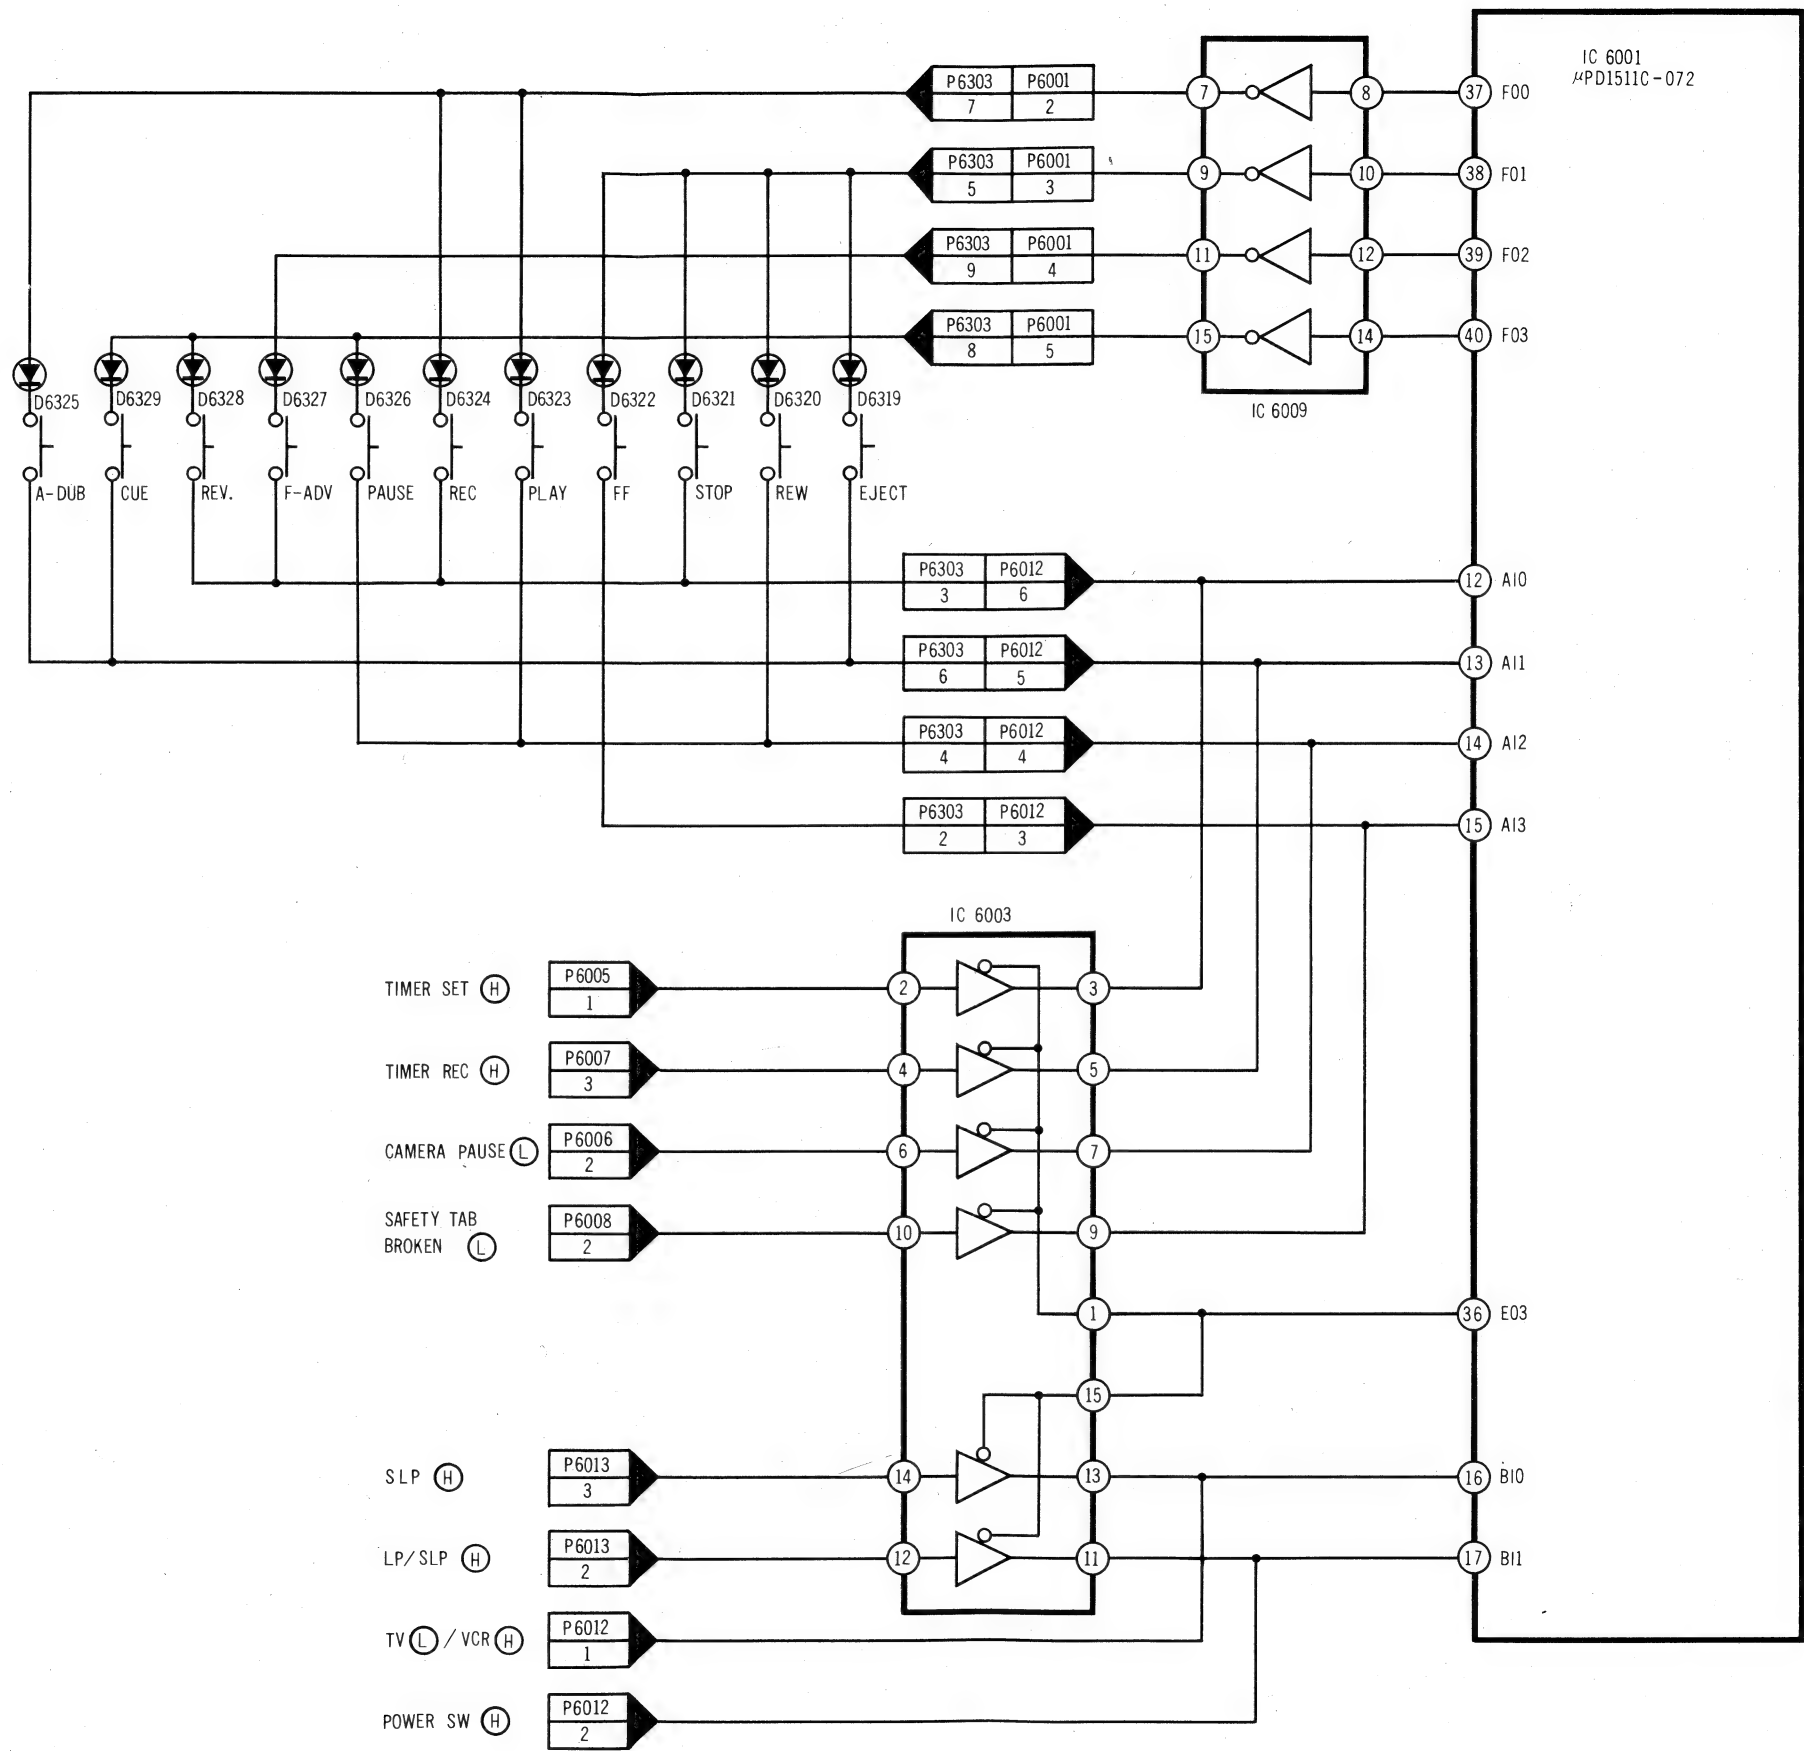 IC 6001
μPD1511C-072
P6303 P6001
7 2
7 8 37 F00
P6303 P6001
5 3
9 10 38 F01
P6303 P6001
9 4
11 12 39 F02
P6303 P6001
8 5
15 14 40 F03
IC 6009
D6325 D6329 D6328 D6327 D6326 D6324 D6323 D6322 D6321 D6320 D6319
A-DUB CUE REV. F-ADV PAUSE REC PLAY FF STOP REW EJECT
P6303 P6012
3 6
12 AI0
P6303 P6012
6 5
13 AI1
P6303 P6012
4 4
14 AI2
P6303 P6012
2 3
15 AI3
IC 6003
TIMER SET H
P6005
1
2 3
TIMER REC H
P6007
3
4 5
CAMERA PAUSE L
P6006
2
6 7
SAFETY TAB
BROKEN L
P6008
2
10 9
1 36 E03
15
SLP H
P6013
3
14 13 16 BI0
LP/SLP H
P6013
2
12 11 17 BI1
TV L / VCR H
P6012
1
POWER SW H
P6012
2